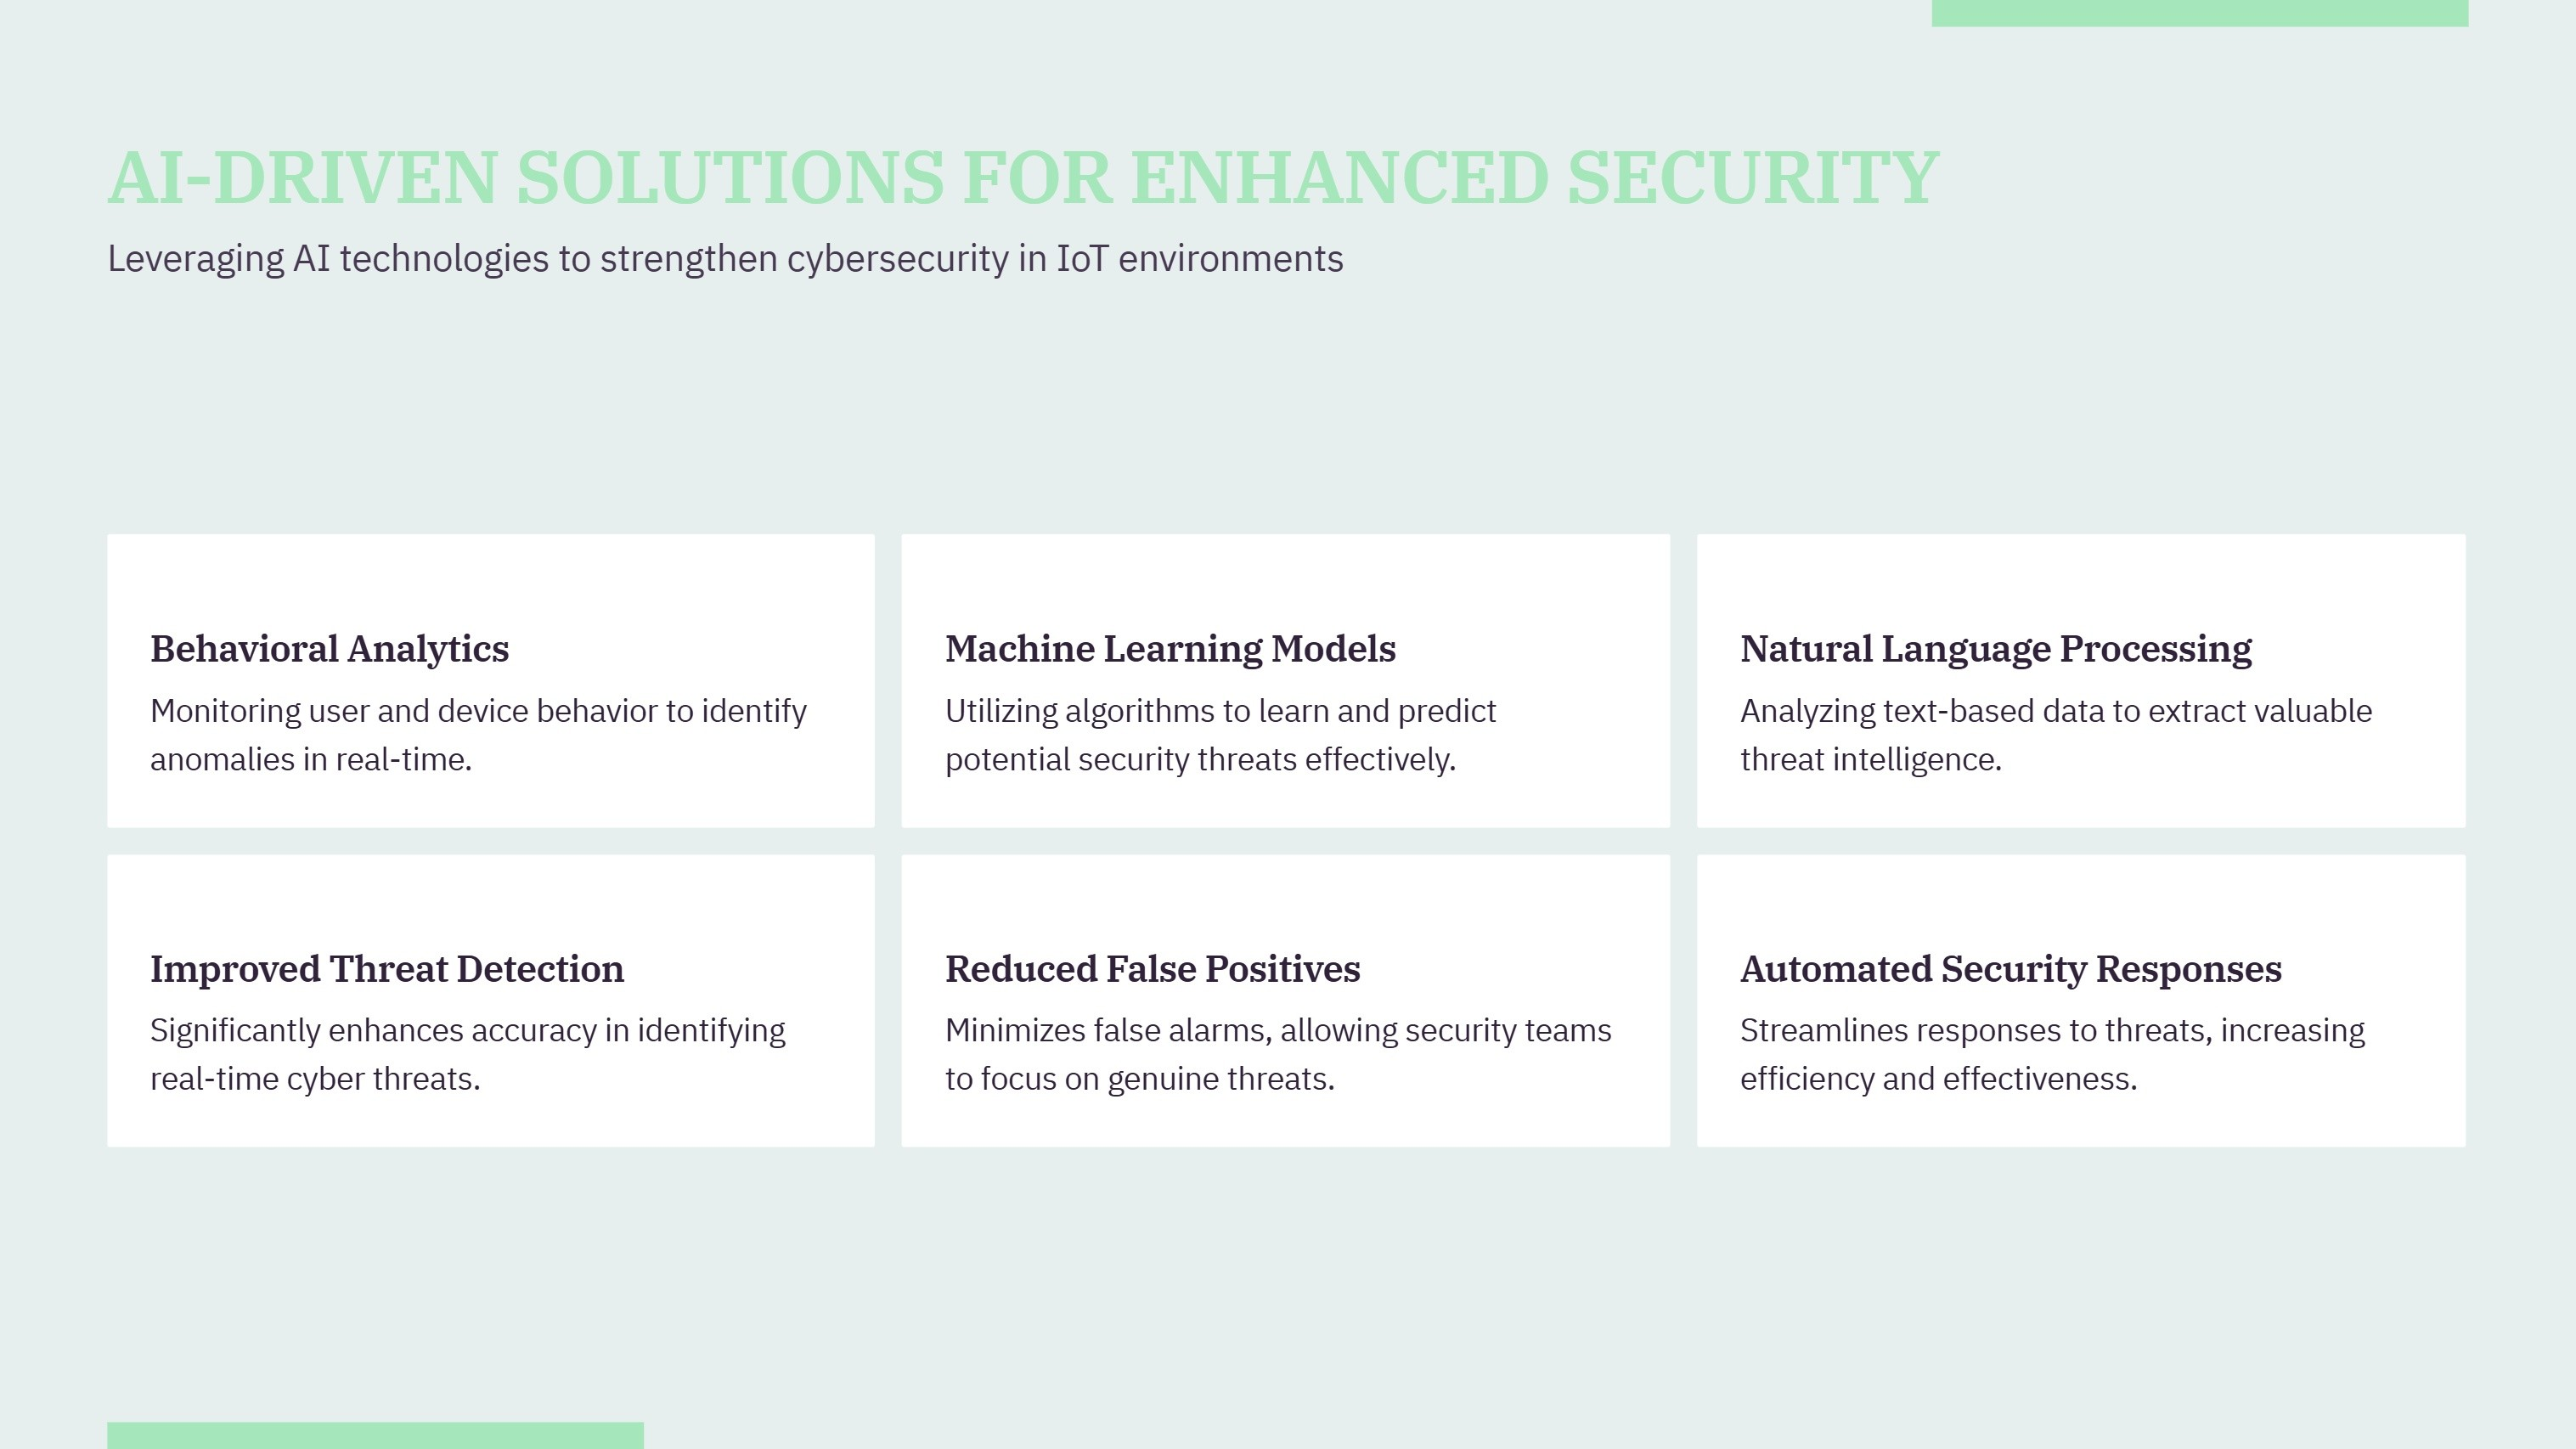 AI-DRIVEN SOLUTIONS FOR ENHANCED SECURITY
Leveraging AI technologies to strengthen cybersecurity in IoT environments
Behavioral Analytics
Monitoring user and device behavior to identify
anomalies in real-time.
Machine Learning Models
Utilizing algorithms to learn and predict
potential security threats effectively.
Natural Language Processing
Analyzing text-based data to extract valuable
threat intelligence.
Improved Threat Detection
Significantly enhances accuracy in identifying
real-time cyber threats.
Reduced False Positives
Minimizes false alarms, allowing security teams
to focus on genuine threats.
Automated Security Responses
Streamlines responses to threats, increasing
efficiency and effectiveness.